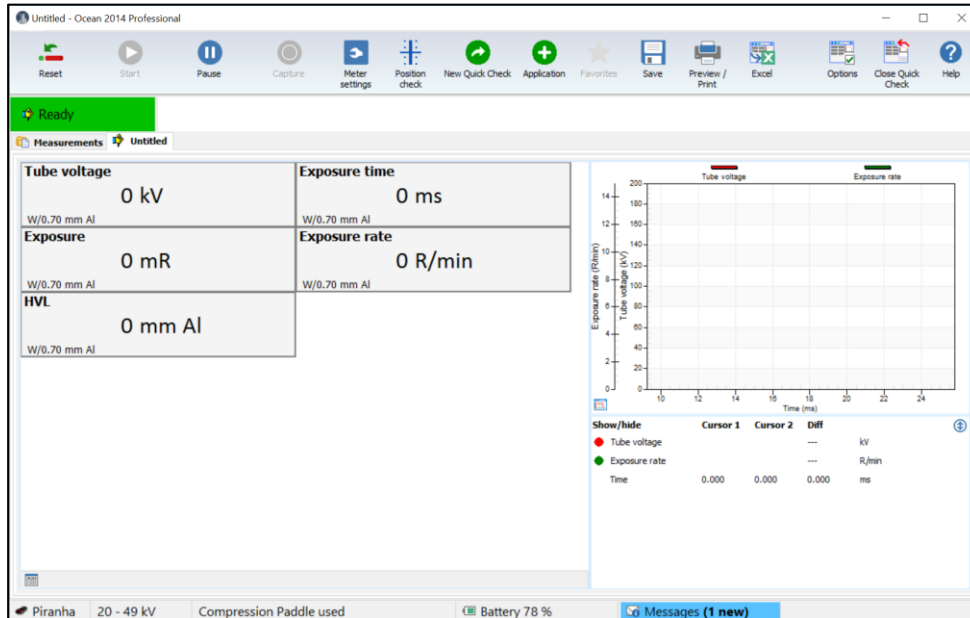 Untitled - Ocean 2014 Professional
Reset
Start
Pause
Capture
Meter settings
Position check
New Quick Check
Application
Favorites
Save
Preview / Print
Excel
Options
Close Quick Check
Help
Ready
Measurements
Untitled
Tube voltage
0 kV
W/0.70 mm Al
Exposure time
0 ms
W/0.70 mm Al
Exposure
0 mR
W/0.70 mm Al
Exposure rate
0 R/min
W/0.70 mm Al
HVL
0 mm Al
W/0.70 mm Al
Tube voltage
Exposure rate
Exposure rate (R/min)
14
12
10
8
6
4
2
0
Tube voltage (kV)
200
180
160
140
120
100
80
60
40
20
0
10 12 14 16 18 20 22 24
Time (ms)
Show/hide Cursor 1 Cursor 2 Diff
Tube voltage --- kV
Exposure rate --- R/min
Time 0.000 0.000 0.000 ms
Piranha 20 - 49 kV Compression Paddle used Battery 78 % Messages (1 new)